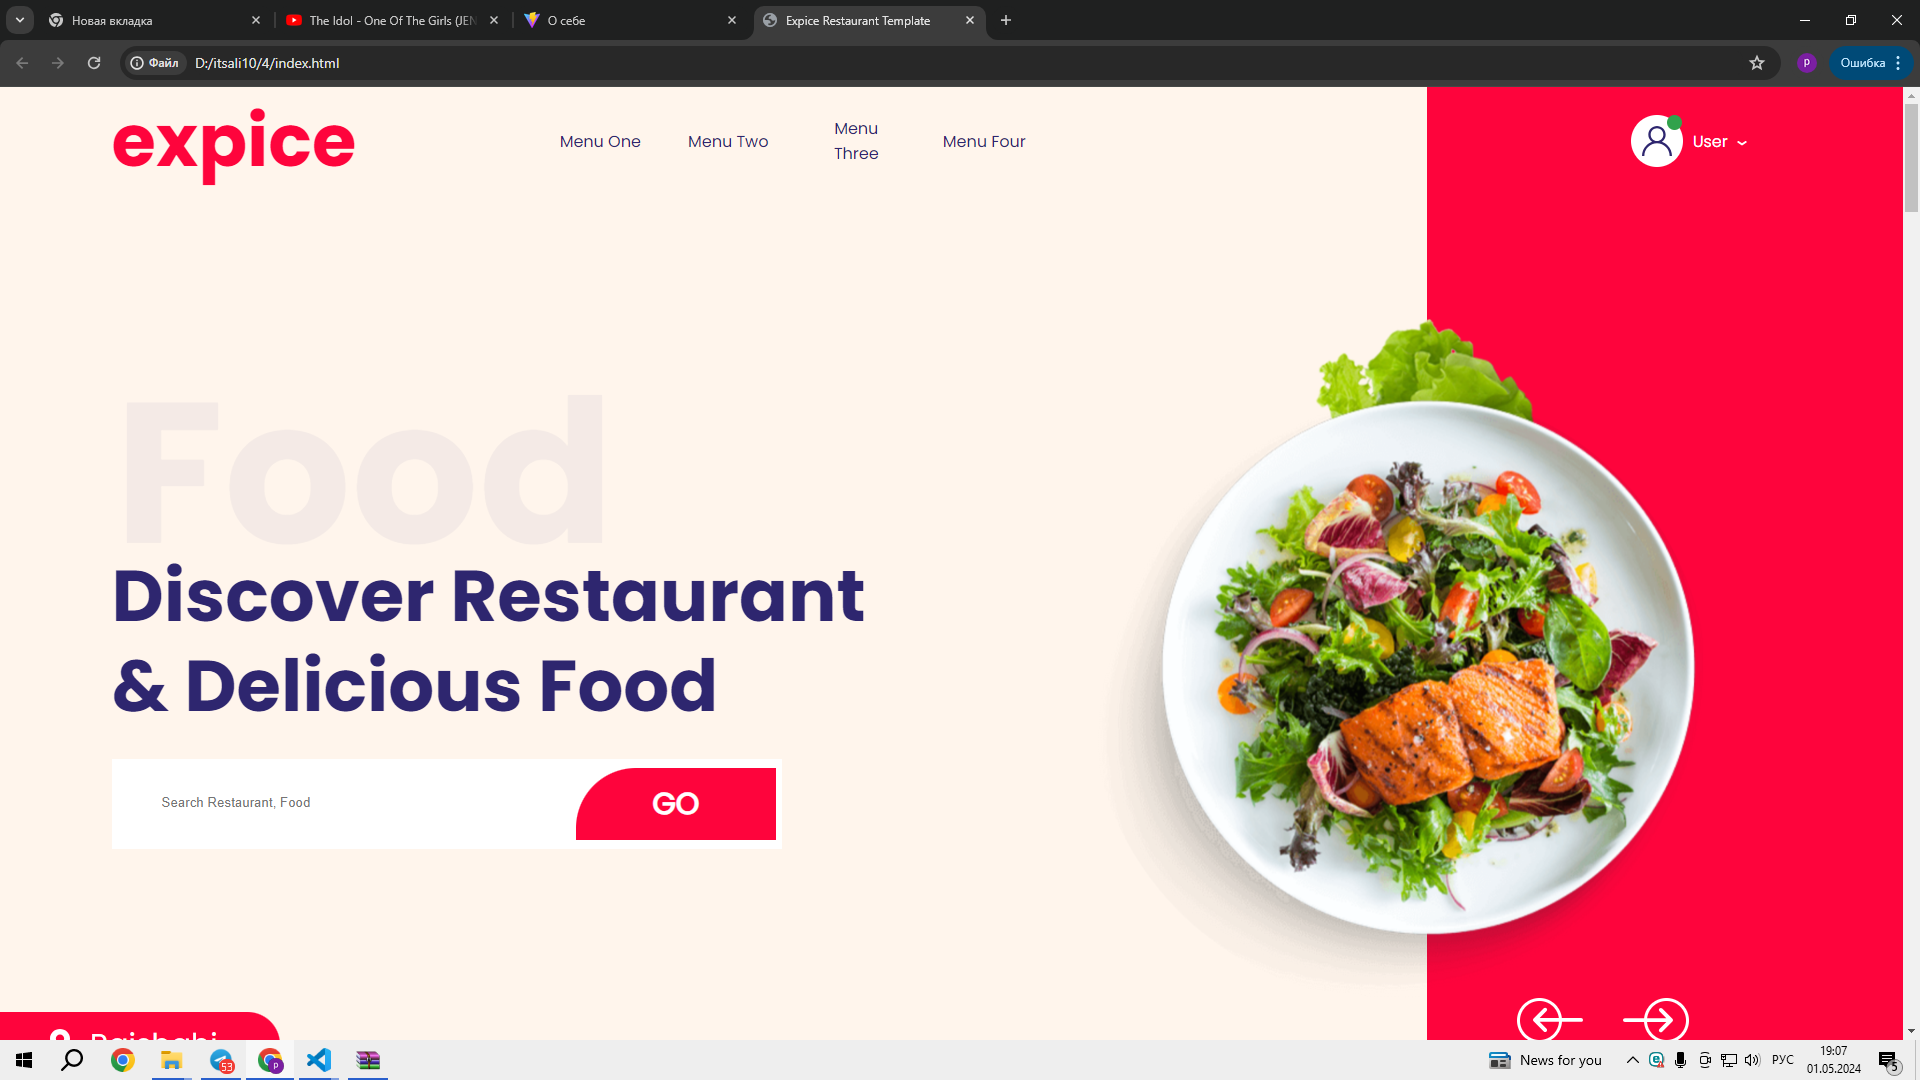 Новая вкладка
The Idol - One Of The Girls (JEN
О себе
Expice Restaurant Template
Файл
D:/itsali10/4/index.html
P
Ошибка
expice
Menu One
Menu Two
Menu
Three
Menu Four
User
Food
Discover Restaurant
& Delicious Food
Search Restaurant, Food
GO
53
P
News for you
РУС
19:07
01.05.2024
5